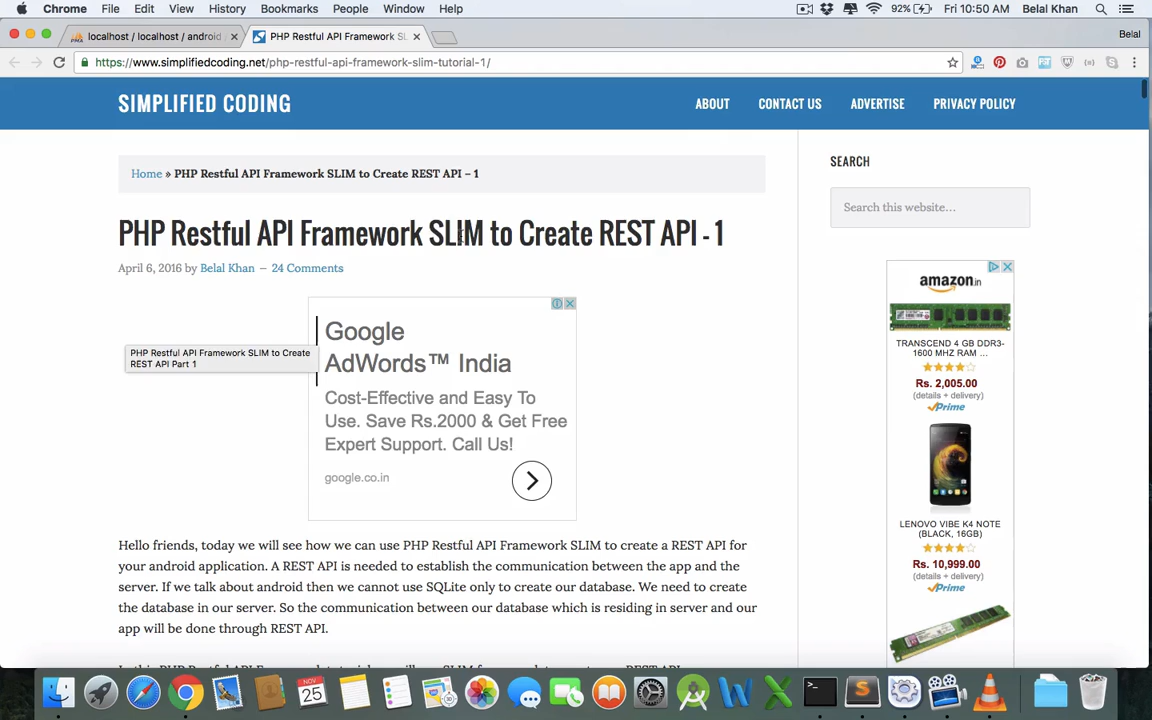 Chrome File Edit View History Bookmarks People Window Help 92% Fri 10:50 AM Belal Khan
localhost / localhost / android
PHP Restful API Framework SL
Belal
https://www.simplifiedcoding.net/php-restful-api-framework-slim-tutorial-1/
SIMPLIFIED CODING
ABOUT CONTACT US ADVERTISE PRIVACY POLICY
Home » PHP Restful API Framework SLIM to Create REST API – 1
PHP Restful API Framework SLIM to Create REST API - 1
April 6, 2016 by Belal Khan — 24 Comments
PHP Restful API Framework SLIM to Create
REST API Part 1
Google
AdWords™ India
Cost-Effective and Easy To
Use. Save Rs.2000 & Get Free
Expert Support. Call Us!
google.co.in
Hello friends, today we will see how we can use PHP Restful API Framework SLIM to create a REST API for
your android application. A REST API is needed to establish the communication between the app and the
server. If we talk about android then we cannot use SQLite only to create our database. We need to create
the database in our server. So the communication between our database which is residing in server and our
app will be done through REST API.
SEARCH
Search this website…
amazon.in
TRANSCEND 4 GB DDR3-
1600 MHZ RAM ...
Rs. 2,005.00
(details + delivery)
Prime
LENOVO VIBE K4 NOTE
(BLACK, 16GB)
Rs. 10,999.00
(details + delivery)
Prime
NOV
25